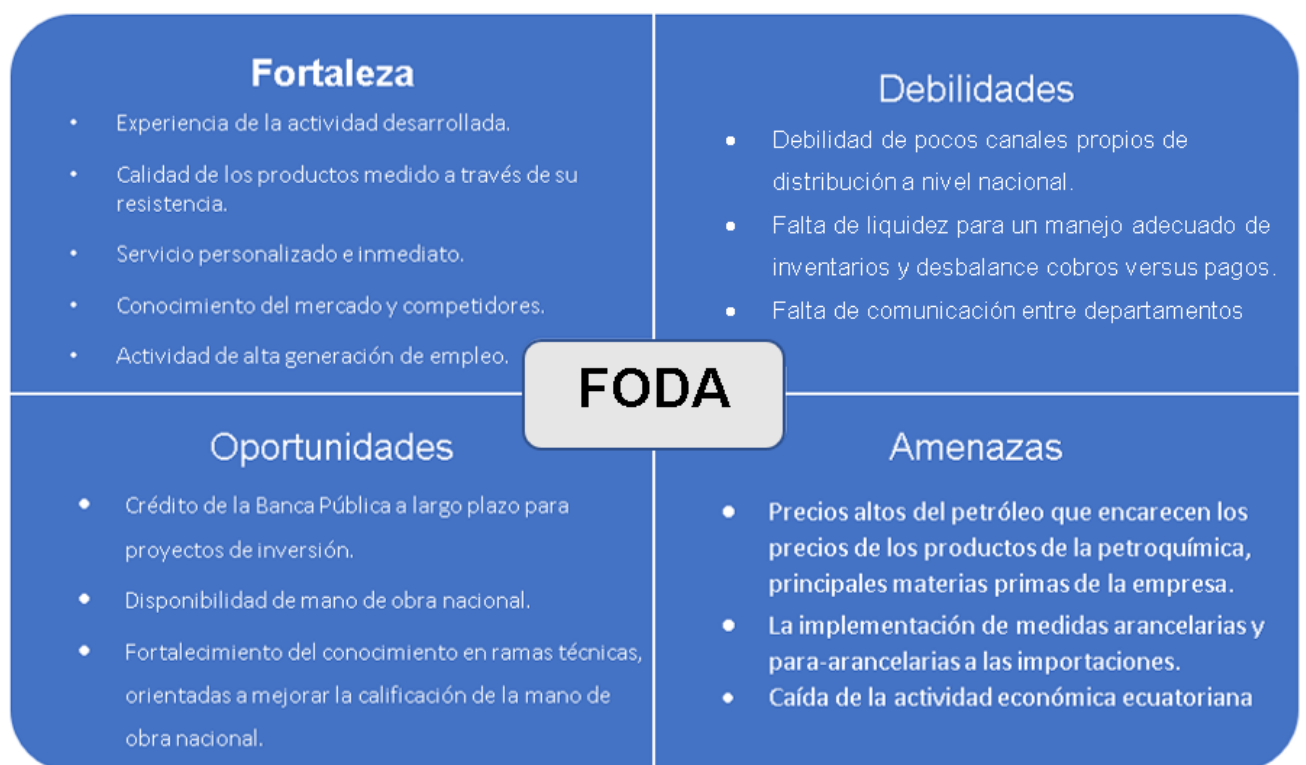 Fortaleza
• Experiencia de la actividad desarrollada.
• Calidad de los productos medido a través de su
resistencia.
• Servicio personalizado e inmediato.
• Conocimiento del mercado y competidores.
• Actividad de alta generación de empleo.
Debilidades
• Debilidad de pocos canales propios de
distribución a nivel nacional.
• Falta de liquidez para un manejo adecuado de
inventarios y desbalance cobros versus pagos.
• Falta de comunicación entre departamentos
FODA
Oportunidades
• Crédito de la Banca Pública a largo plazo para
proyectos de inversión.
• Disponibilidad de mano de obra nacional.
• Fortalecimiento del conocimiento en ramas técnicas,
orientadas a mejorar la calificación de la mano de
obra nacional.
Amenazas
• Precios altos del petróleo que encarecen los
precios de los productos de la petroquímica,
principales materias primas de la empresa.
• La implementación de medidas arancelarias y
para-arancelarias a las importaciones.
• Caída de la actividad económica ecuatoriana